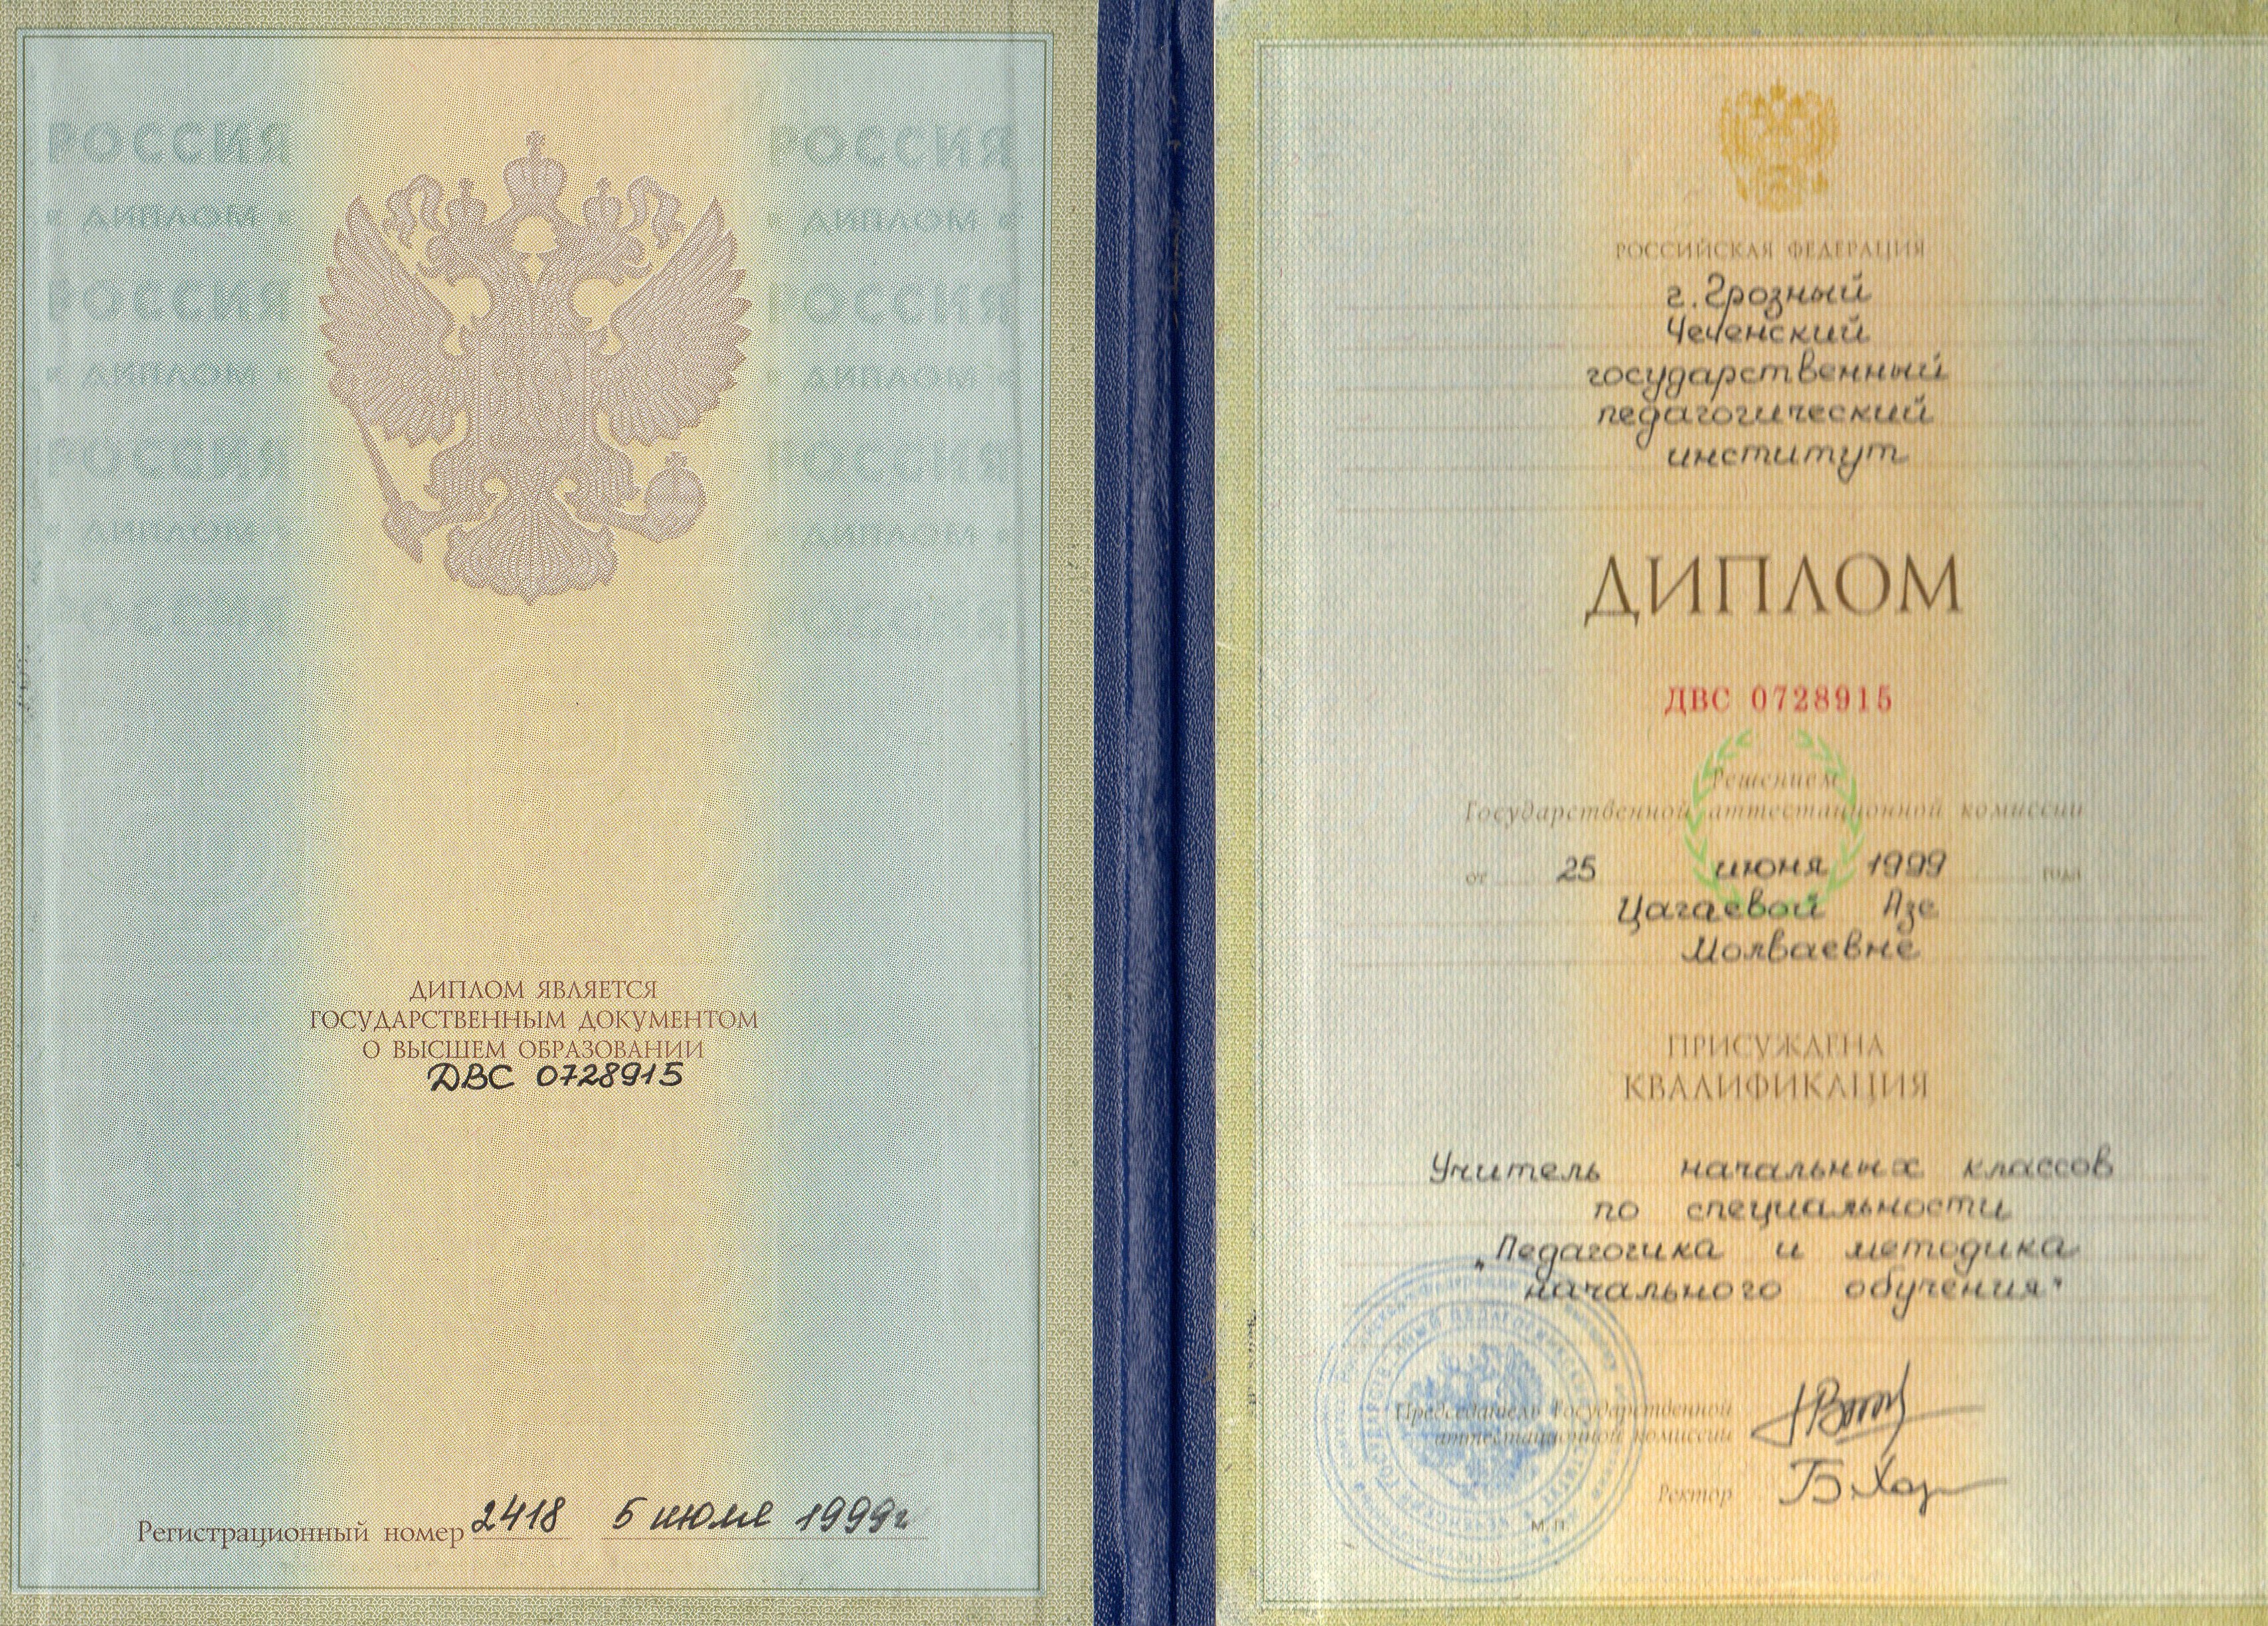 РОССИЯ РОССИЯ
ДИПЛОМ ДИПЛОМ
РОССИЯ РОССИЯ
ДИПЛОМ ДИПЛОМ
РОССИЯ РОССИЯ
ДИПЛОМ ДИПЛОМ
РОССИЯ РОССИЯ
ДИПЛОМ ЯВЛЯЕТСЯ
ГОСУДАРСТВЕННЫМ ДОКУМЕНТОМ
О ВЫСШЕМ ОБРАЗОВАНИИ
ДВС 0728915
Регистрационный номер 2418 5 июля 1999г
РОССИЙСКАЯ ФЕДЕРАЦИЯ
г. Грозный
Чеченский
государственный
педагогический
институт
ДИПЛОМ
ДВС 0728915
Решением
Государственной аттестационной комиссии
от 25 июня 1999 года
Цагаевой Азе
Молваевне
ПРИСУЖДЕНА
КВАЛИФИКАЦИЯ
Учитель начальных классов
по специальности
„Педагогика и методика
начального обучения"
Председатель Государственной
аттестационной комиссии
Ректор
М.П.